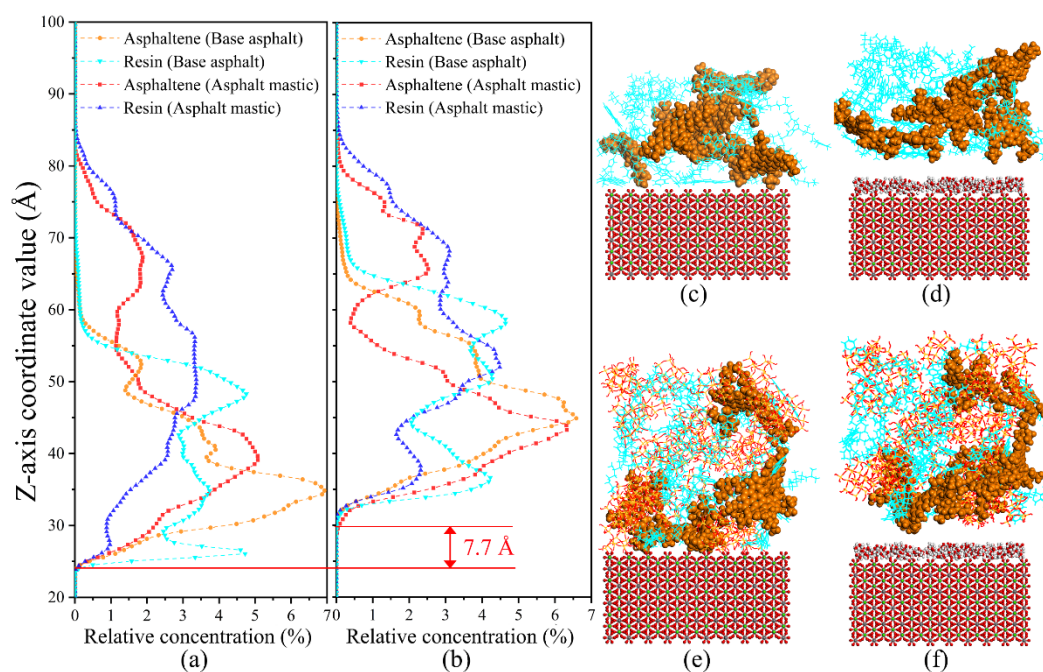 100
90
80
70
60
50
40
30
20
Z-axis coordinate value (Å)
Asphaltene (Base asphalt)
Resin (Base asphalt)
Asphaltene (Asphalt mastic)
Resin (Asphalt mastic)
0 1 2 3 4 5 6 7
Relative concentration (%)
(a)
Asphaltene (Base asphalt)
Resin (Base asphalt)
Asphaltene (Asphalt mastic)
Resin (Asphalt mastic)
7.7 Å
0 1 2 3 4 5 6 7
Relative concentration (%)
(b)
(c)
(d)
(e)
(f)